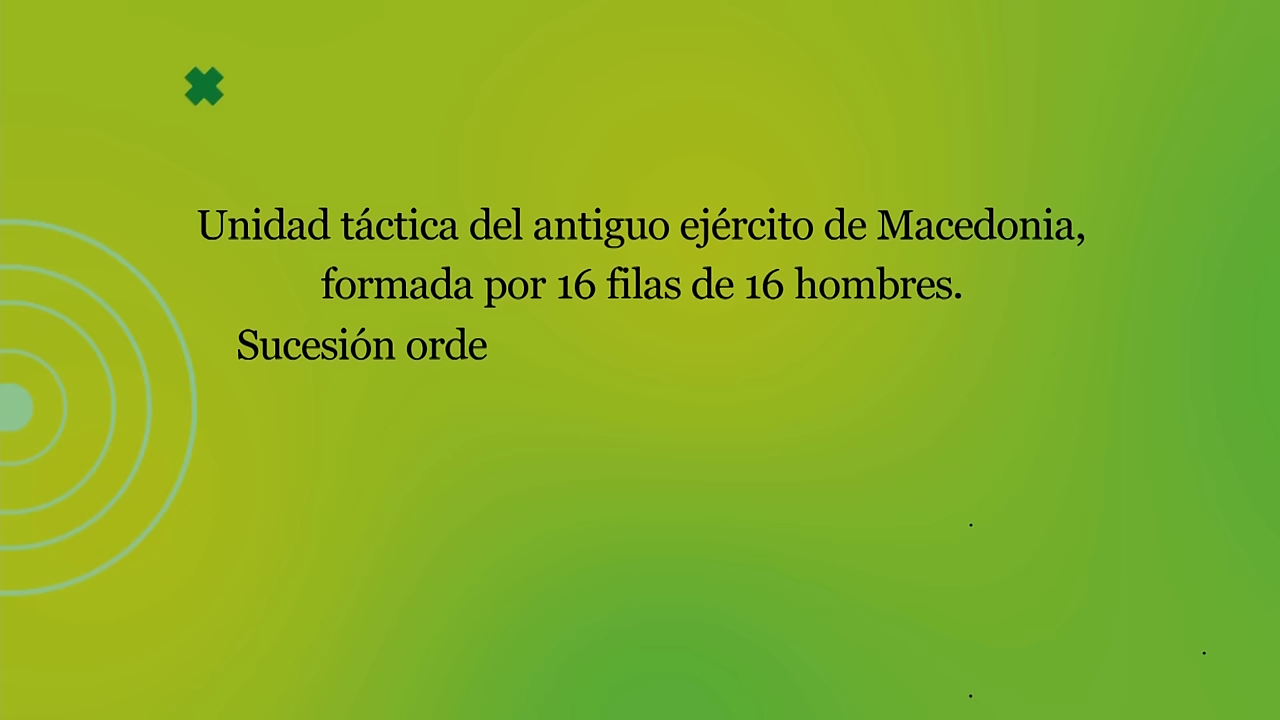 Unidad táctica del antiguo ejército de Macedonia,
formada por 16 filas de 16 hombres.
Sucesión orde